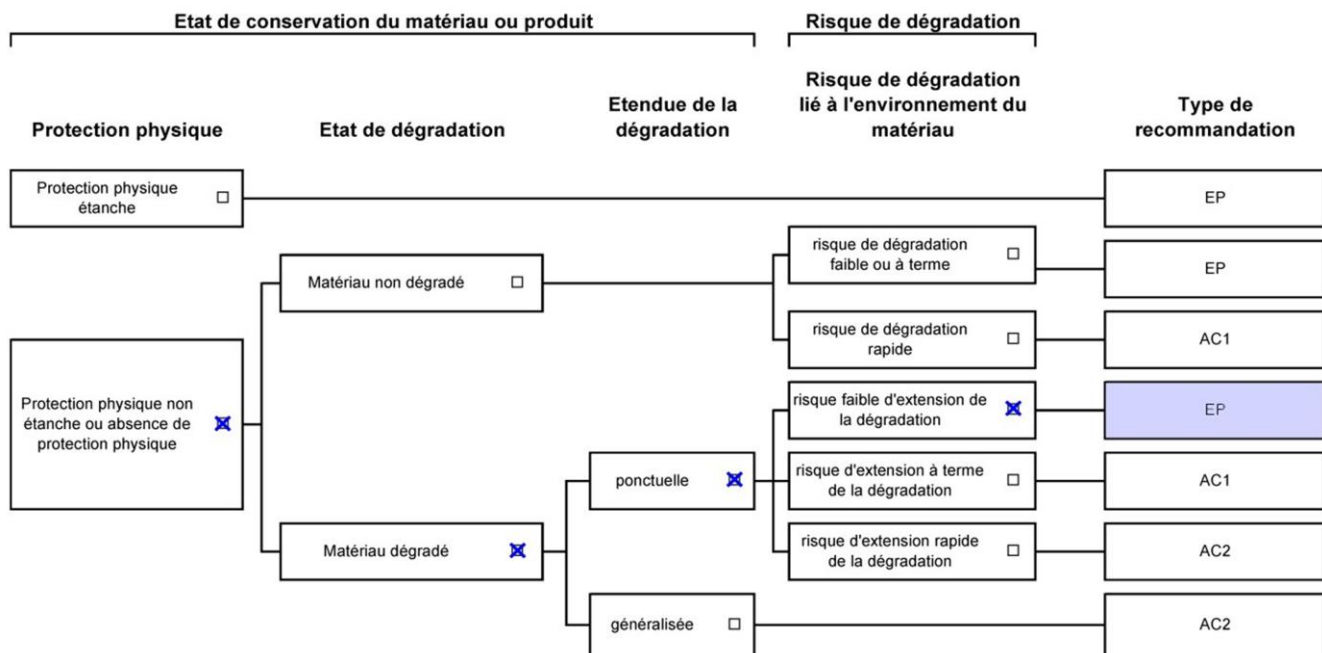 Etat de conservation du matériau ou produit
Risque de dégradation
Protection physique
Etat de dégradation
Etendue de la
dégradation
Risque de dégradation
lié à l'environnement du
matériau
Type de
recommandation
Protection physique
étanche
EP
Matériau non dégradé
risque de dégradation
faible ou à terme
EP
risque de dégradation
rapide
AC1
Protection physique non
étanche ou absence de
protection physique
risque faible d'extension de
la dégradation
EP
ponctuelle
risque d'extension à terme
de la dégradation
AC1
Matériau dégradé
risque d'extension rapide
de la dégradation
AC2
généralisée
AC2